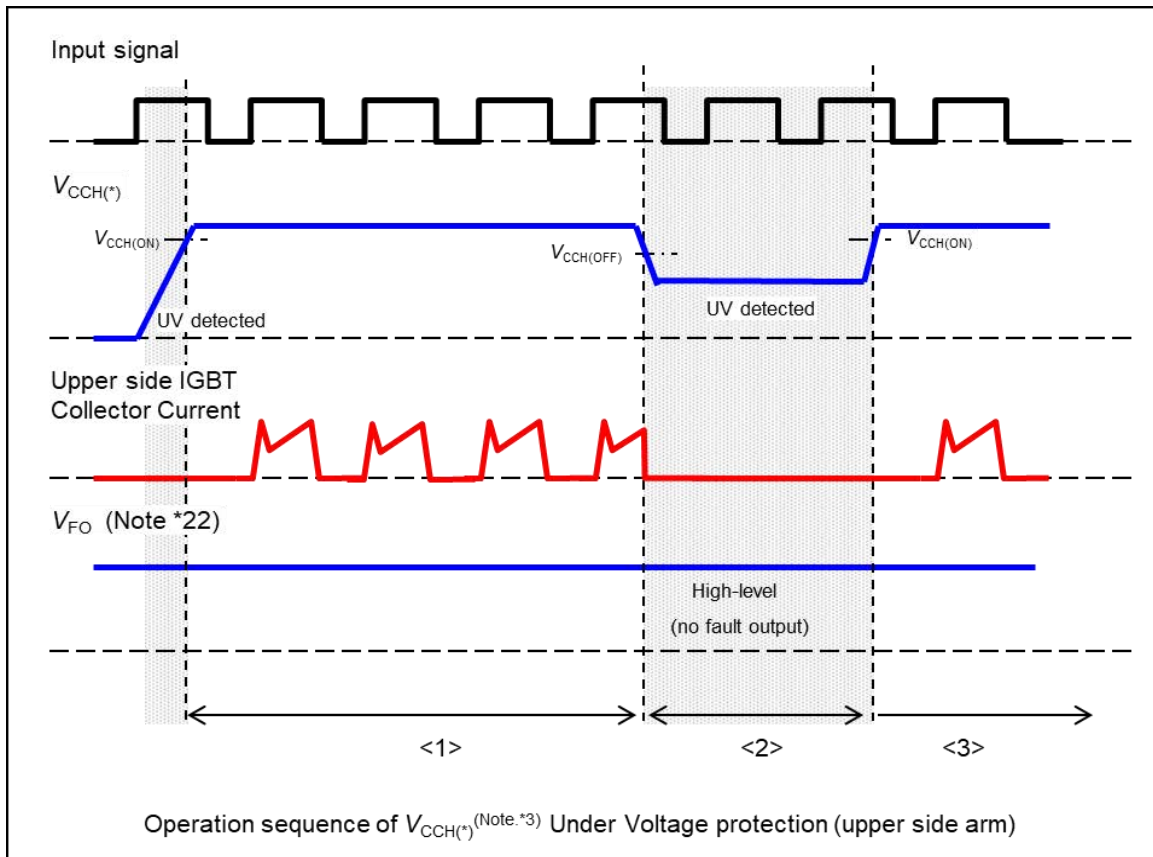 Input signal
VCCH(*)
VCCH(ON)
VCCH(OFF)
VCCH(ON)
UV detected
UV detected
Upper side IGBT
Collector Current
VFO (Note *22)
High-level
(no fault output)
<1>
<2>
<3>
Operation sequence of VCCH(*)(Note.*3) Under Voltage protection (upper side arm)